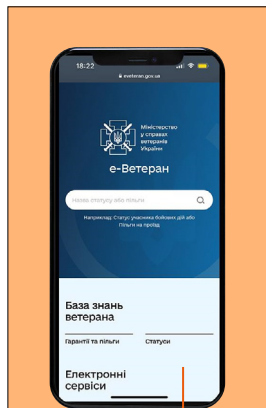 18:22
eveteran.gov.ua
Міністерство
у справах
ветеранів
України
е-Ветеран
Назва статусу або пільги
Наприклад: Статус учасника бойових дій або
Пільги на проїзд
База знань
ветерана
Гарантії та пільги Статуси
Електронні
сервіси